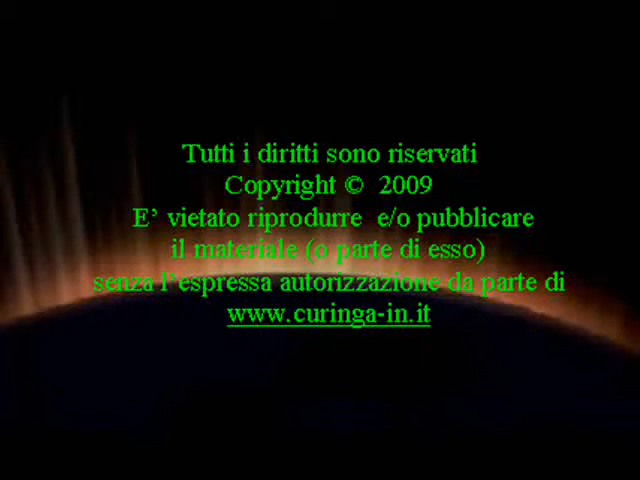 Tutti i diritti sono riservati
Copyright © 2009
E’ vietato riprodurre e/o pubblicare
il materiale (o parte di esso)
senza l’espressa autorizzazione da parte di
www.curinga-in.it